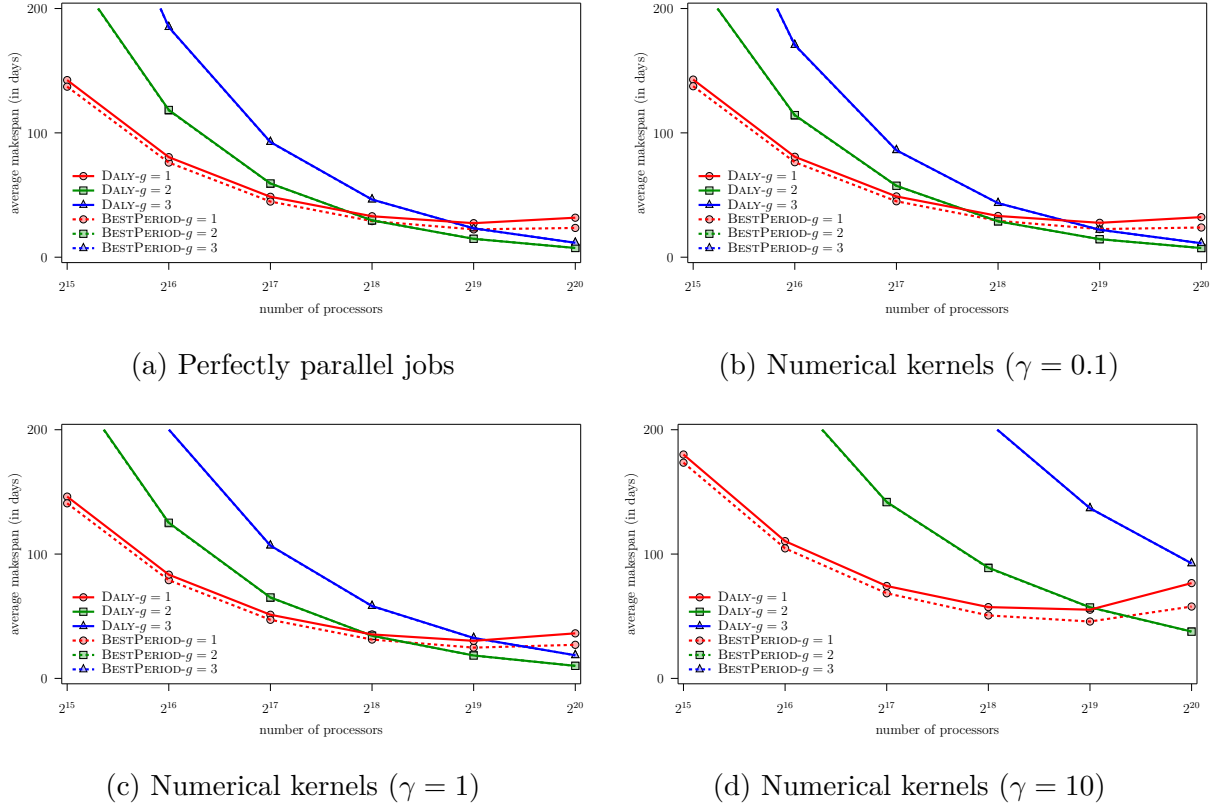 200
100
0
average makespan (in days)
DALY-g = 1
DALY-g = 2
DALY-g = 3
BESTPERIOD-g = 1
BESTPERIOD-g = 2
BESTPERIOD-g = 3
2^15 2^16 2^17 2^18 2^19 2^20
number of processors
(a) Perfectly parallel jobs
200
100
0
average makespan (in days)
DALY-g = 1
DALY-g = 2
DALY-g = 3
BESTPERIOD-g = 1
BESTPERIOD-g = 2
BESTPERIOD-g = 3
2^15 2^16 2^17 2^18 2^19 2^20
number of processors
(b) Numerical kernels (γ = 0.1)
200
100
0
average makespan (in days)
DALY-g = 1
DALY-g = 2
DALY-g = 3
BESTPERIOD-g = 1
BESTPERIOD-g = 2
BESTPERIOD-g = 3
2^15 2^16 2^17 2^18 2^19 2^20
number of processors
(c) Numerical kernels (γ = 1)
200
100
0
average makespan (in days)
DALY-g = 1
DALY-g = 2
DALY-g = 3
BESTPERIOD-g = 1
BESTPERIOD-g = 2
BESTPERIOD-g = 3
2^15 2^16 2^17 2^18 2^19 2^20
number of processors
(d) Numerical kernels (γ = 10)